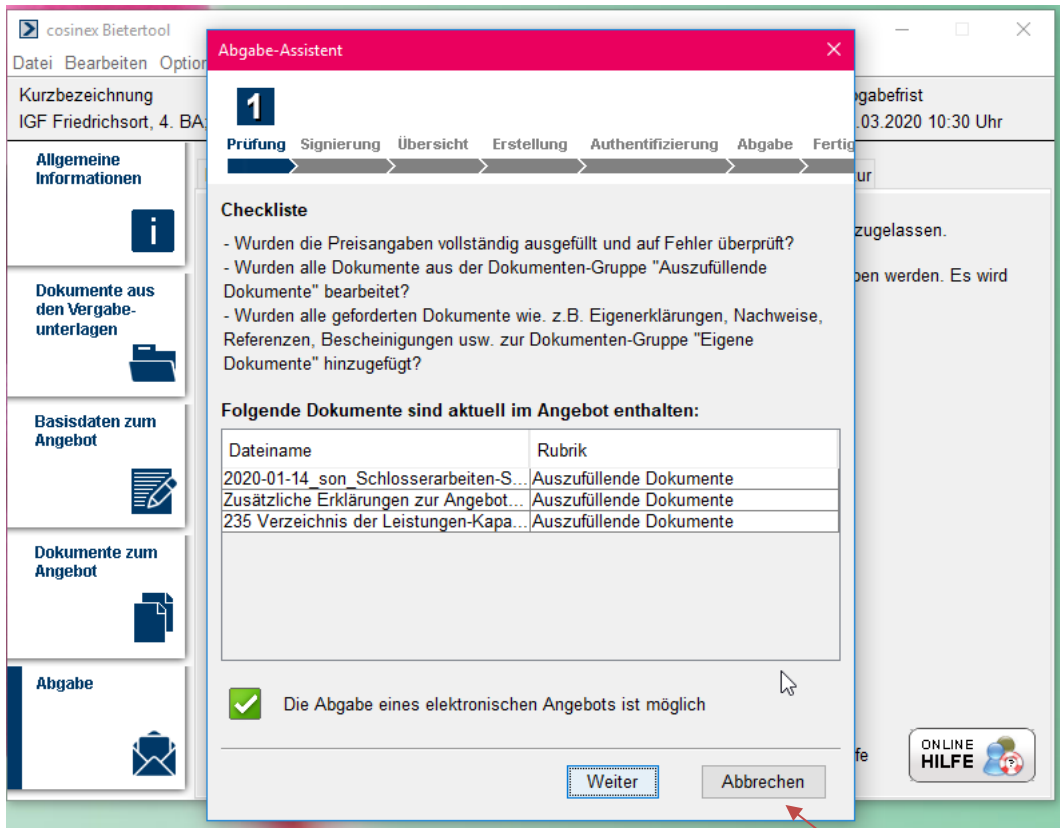 cosinex Bietertool
Datei Bearbeiten
Kurzbezeichnung
IGF Friedrichsort, 4. BA;
.03.2020 10:30 Uhr
Allgemeine
Informationen
i
Dokumente aus
den Vergabe-
unterlagen
Basisdaten zum
Angebot
Dokumente zum
Angebot
Abgabe
Abgabe-Assistent
1
Prüfung Signierung Übersicht Erstellung Authentifizierung Abgabe Fertig
Checkliste
- Wurden die Preisangaben vollständig ausgefüllt und auf Fehler überprüft?
- Wurden alle Dokumente aus der Dokumenten-Gruppe "Auszufüllende
Dokumente" bearbeitet?
- Wurden alle geforderten Dokumente wie. z.B. Eigenerklärungen, Nachweise,
Referenzen, Bescheinigungen usw. zur Dokumenten-Gruppe "Eigene
Dokumente" hinzugefügt?
Folgende Dokumente sind aktuell im Angebot enthalten:
Dateiname Rubrik
2020-01-14_son_Schlosserarbeiten-S... Auszufüllende Dokumente
Zusätzliche Erklärungen zur Angebot... Auszufüllende Dokumente
235 Verzeichnis der Leistungen-Kapa... Auszufüllende Dokumente
Die Abgabe eines elektronischen Angebots ist möglich
Weiter Abbrechen
zugelassen.
werden. Es wird
ONLINE
HILFE